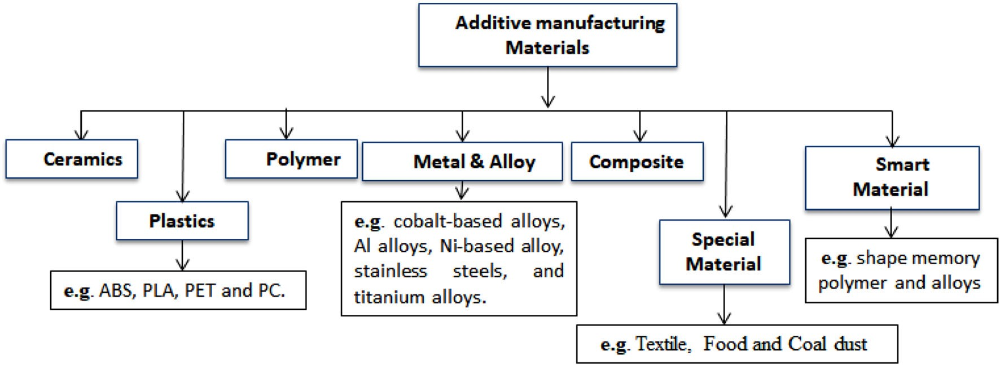 Additive manufacturing
Materials
Ceramics
Polymer
Metal & Alloy
Composite
Smart
Material
Plastics
Special
Material
e.g. ABS, PLA, PET and PC.
e.g. cobalt-based alloys,
Al alloys, Ni-based alloy,
stainless steels, and
titanium alloys.
e.g. shape memory
polymer and alloys
e.g. Textile, Food and Coal dust